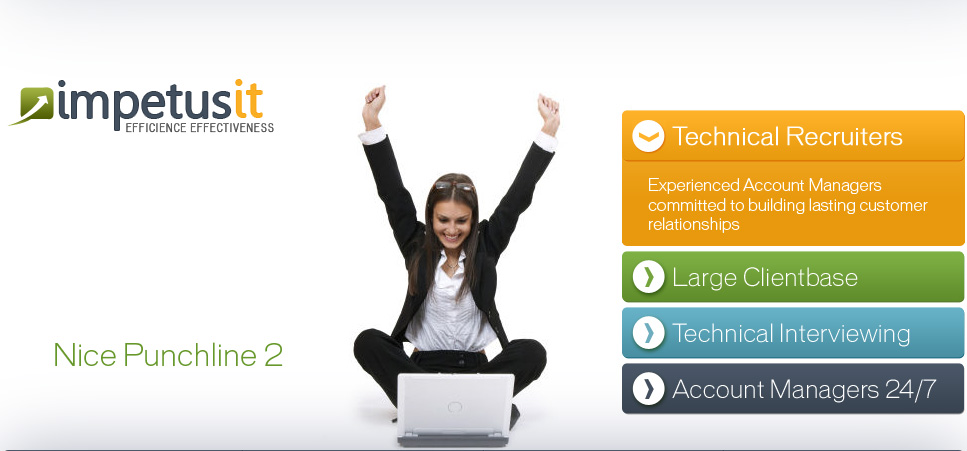 impetusit
EFFICIENCE EFFECTIVENESS
Nice Punchline 2
Technical Recruiters
Experienced Account Managers
committed to building lasting customer
relationships
Large Clientbase
Technical Interviewing
Account Managers 24/7